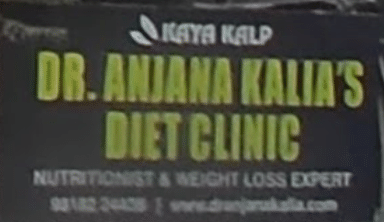 KAYA KALP
DR. ANJANA KALIA'S
DIET CLINIC
NUTRITIONIST & WEIGHT LOSS EXPERT
www.dranjanakalia.com